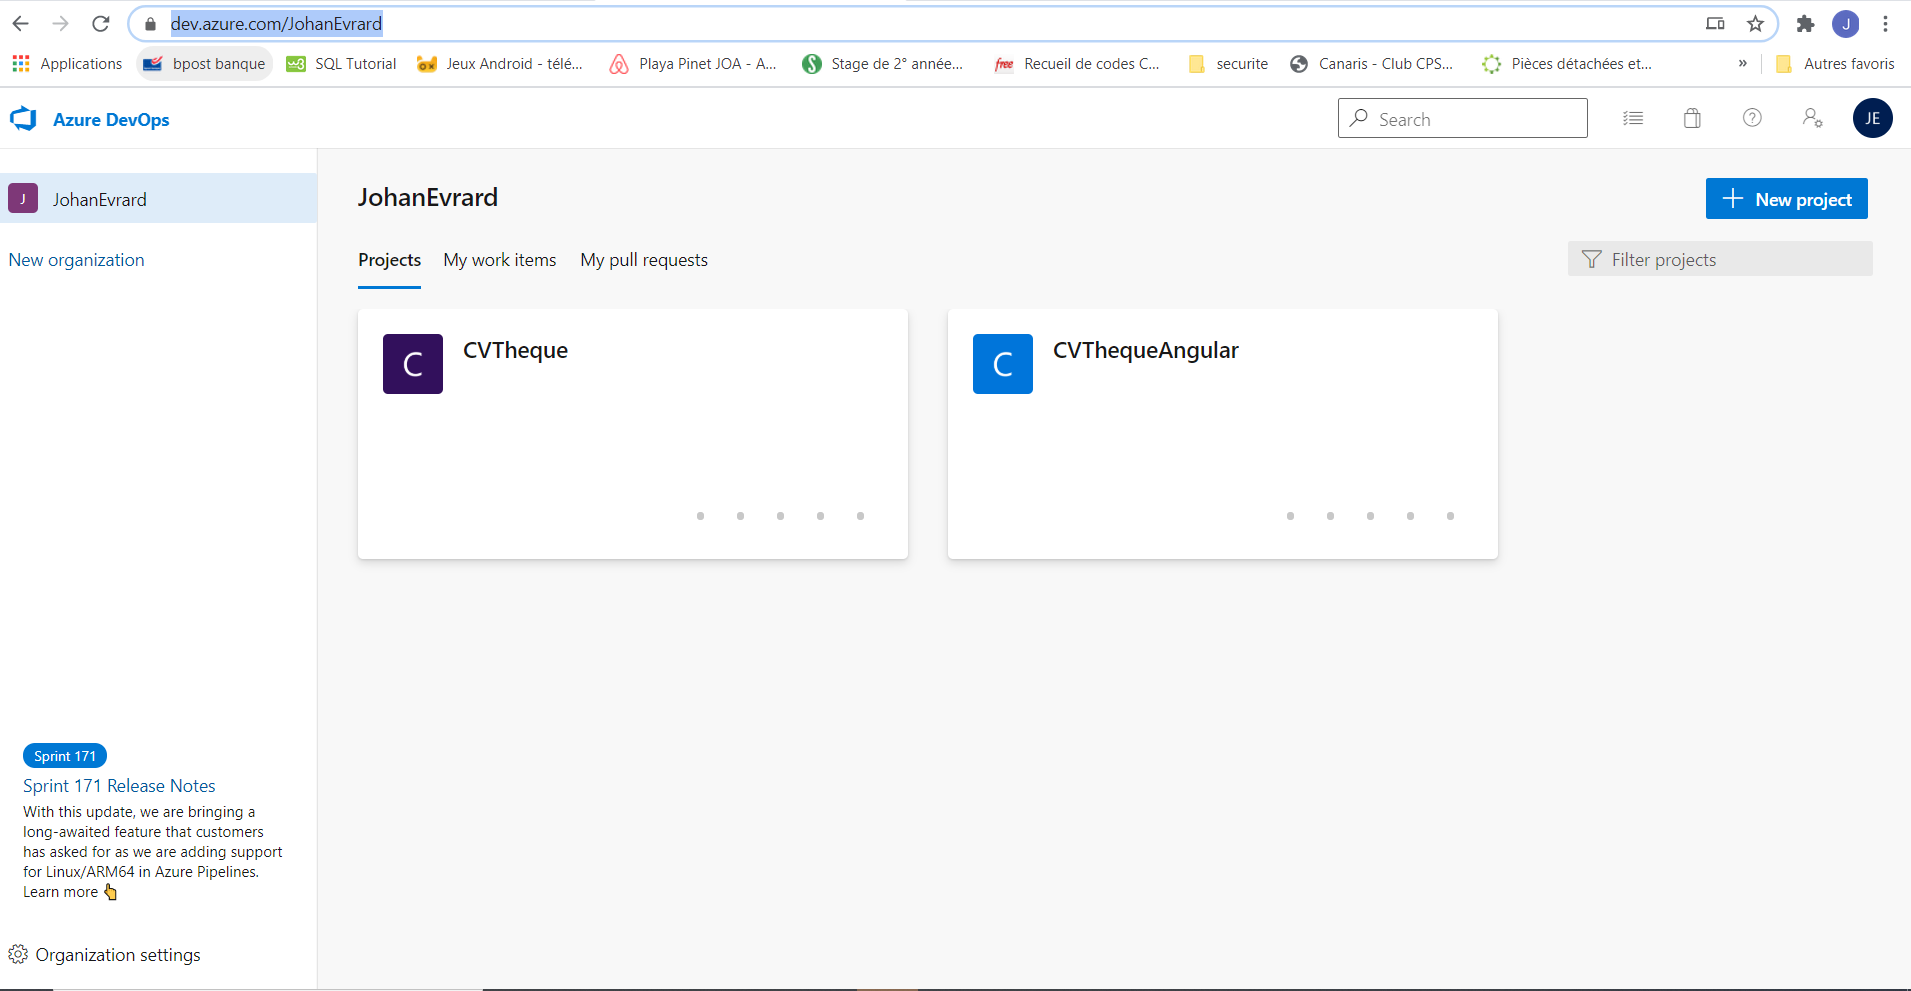 dev.azure.com/JohanEvrard
J
Applications bpost banque w3 SQL Tutorial Jeux Android - télé... Playa Pinet JOA - A... Stage de 2° année... free Recueil de codes C... securite Canaris - Club CPS... Pièces détachées et... » Autres favoris
Azure DevOps Search JE
J JohanEvrard
New organization
JohanEvrard
New project
Projects My work items My pull requests
Filter projects
C CVTheque
C CVThequeAngular
Sprint 171
Sprint 171 Release Notes
With this update, we are bringing a
long-awaited feature that customers
has asked for as we are adding support
for Linux/ARM64 in Azure Pipelines.
Learn more 👆
Organization settings